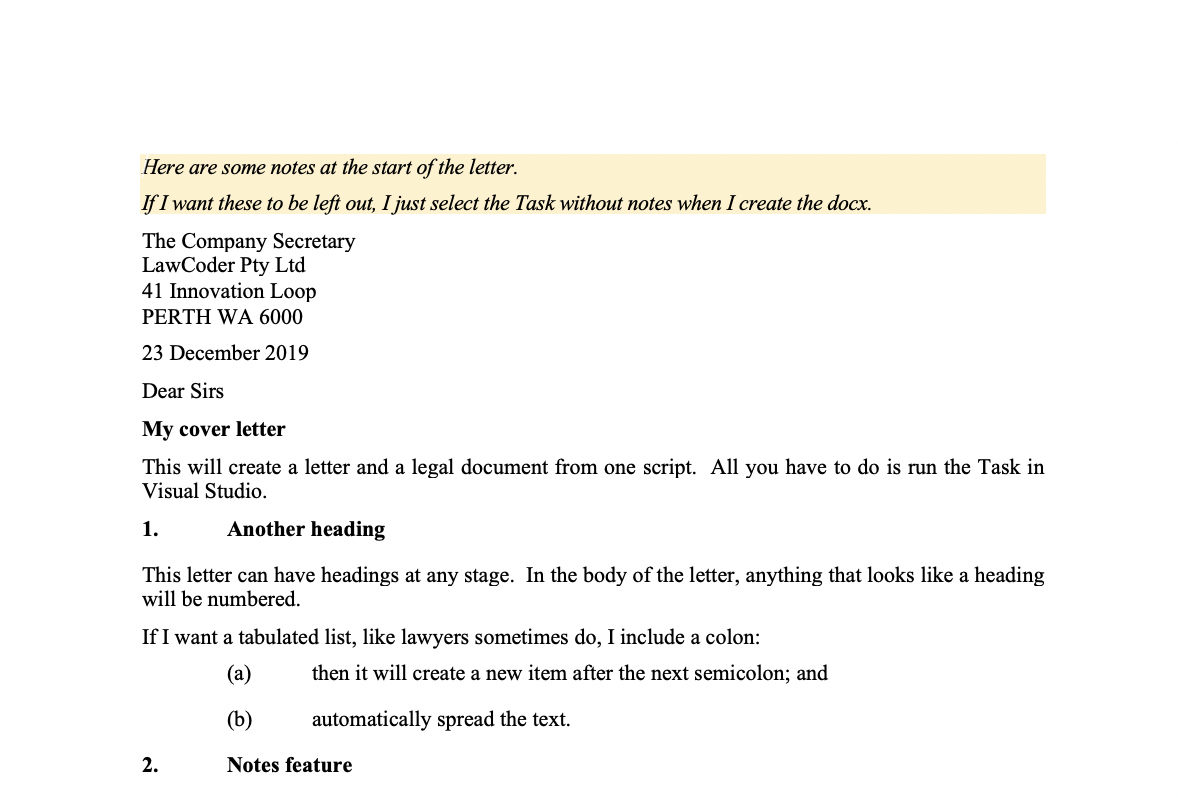 Here are some notes at the start of the letter.
If I want these to be left out, I just select the Task without notes when I create the docx.
The Company Secretary
LawCoder Pty Ltd
41 Innovation Loop
PERTH WA 6000
23 December 2019
Dear Sirs
My cover letter
This will create a letter and a legal document from one script.  All you have to do is run the Task in
Visual Studio.
1. Another heading
This letter can have headings at any stage.  In the body of the letter, anything that looks like a heading
will be numbered.
If I want a tabulated list, like lawyers sometimes do, I include a colon:
(a) then it will create a new item after the next semicolon; and
(b) automatically spread the text.
2. Notes feature